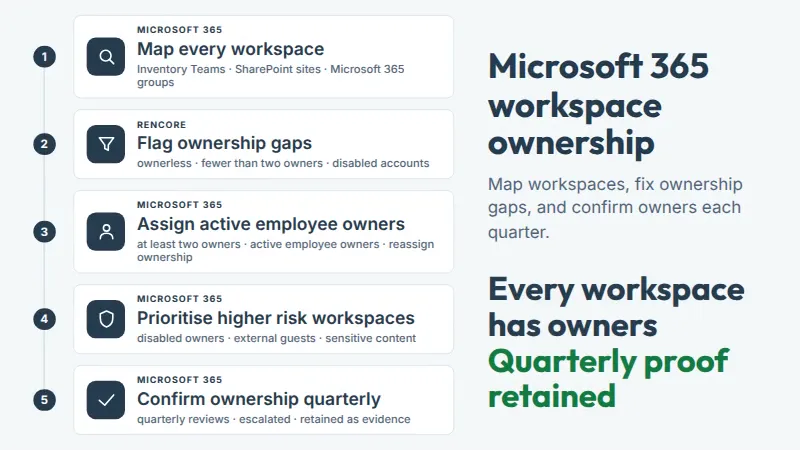 1
MICROSOFT 365
Map every workspace
Inventory Teams · SharePoint sites · Microsoft 365
groups
2
RENCORE
Flag ownership gaps
ownerless · fewer than two owners · disabled accounts
3
MICROSOFT 365
Assign active employee owners
at least two owners · active employee owners · reassign
ownership
4
MICROSOFT 365
Prioritise higher risk workspaces
disabled owners · external guests · sensitive content
5
MICROSOFT 365
Confirm ownership quarterly
quarterly reviews · escalated · retained as evidence
Microsoft 365
workspace
ownership
Map workspaces, fix ownership
gaps, and confirm owners each
quarter.
Every workspace
has owners
Quarterly proof
retained